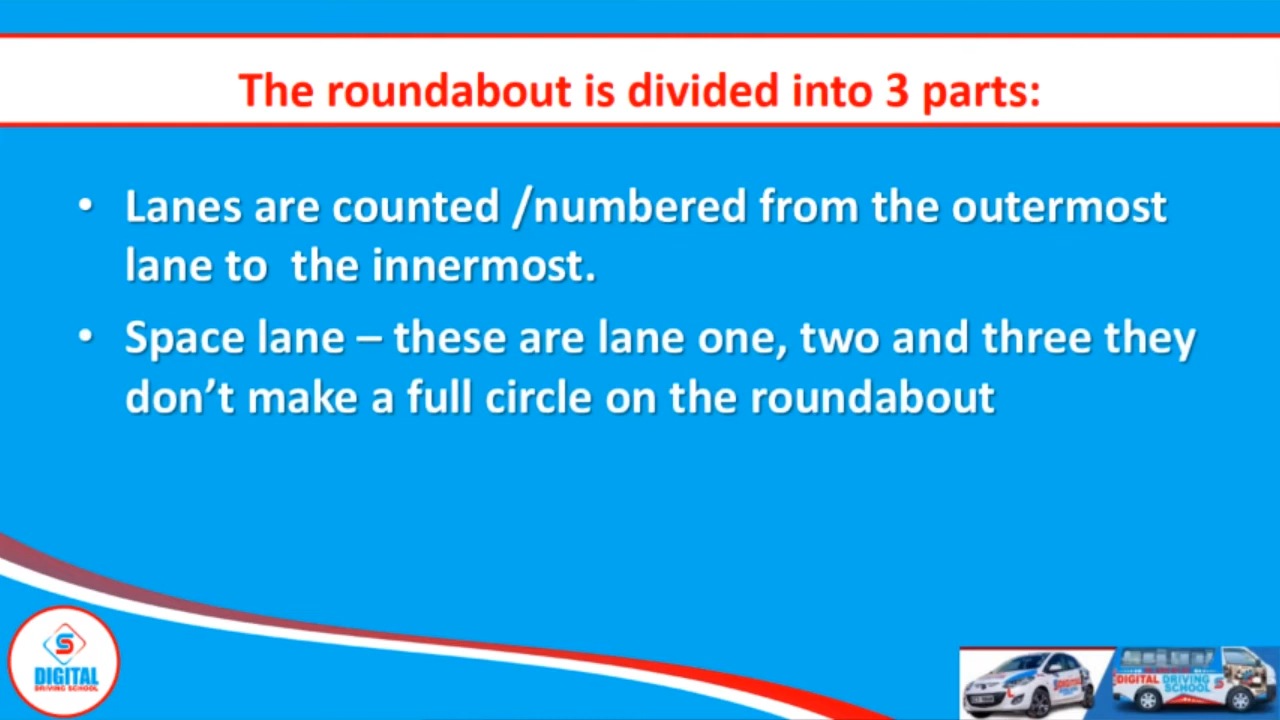 The roundabout is divided into 3 parts:
• Lanes are counted /numbered from the outermost
lane to the innermost.
• Space lane – these are lane one, two and three they
don’t make a full circle on the roundabout
S
DIGITAL
DRIVING SCHOOL
DIGITAL DRIVING
SCHOOL